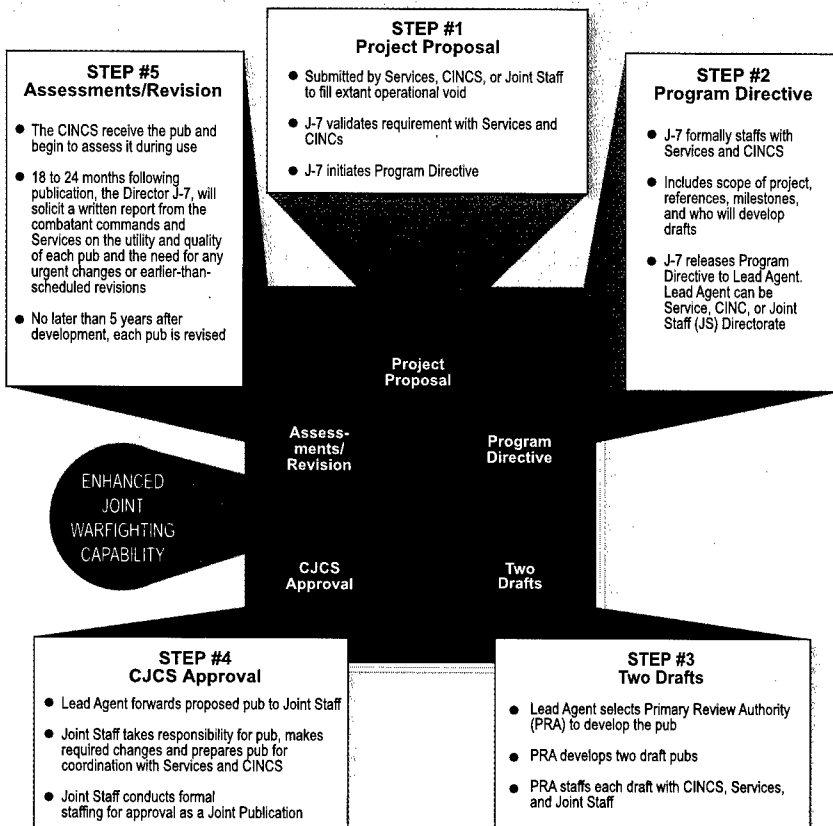 STEP #1
Project Proposal
● Submitted by Services, CINCS, or Joint Staff
to fill extant operational void
● J-7 validates requirement with Services and
CINCs
● J-7 initiates Program Directive
STEP #2
Program Directive
● J-7 formally staffs with
Services and CINCS
● Includes scope of project,
references, milestones,
and who will develop
drafts
● J-7 releases Program
Directive to Lead Agent.
Lead Agent can be
Service, CINC, or Joint
Staff (JS) Directorate
STEP #3
Two Drafts
● Lead Agent selects Primary Review Authority
(PRA) to develop the pub
● PRA develops two draft pubs
● PRA staffs each draft with CINCS, Services,
and Joint Staff
STEP #4
CJCS Approval
● Lead Agent forwards proposed pub to Joint Staff
● Joint Staff takes responsibility for pub, makes
required changes and prepares pub for
coordination with Services and CINCS
● Joint Staff conducts formal
staffing for approval as a Joint Publication
STEP #5
Assessments/Revision
● The CINCS receive the pub and
begin to assess it during use
● 18 to 24 months following
publication, the Director J-7, will
solicit a written report from the
combatant commands and
Services on the utility and quality
of each pub and the need for any
urgent changes or earlier-than-
scheduled revisions
● No later than 5 years after
development, each pub is revised
Project
Proposal
Assess-
ments/
Revision
Program
Directive
CJCS
Approval
Two
Drafts
ENHANCED
JOINT
WARFIGHTING
CAPABILITY